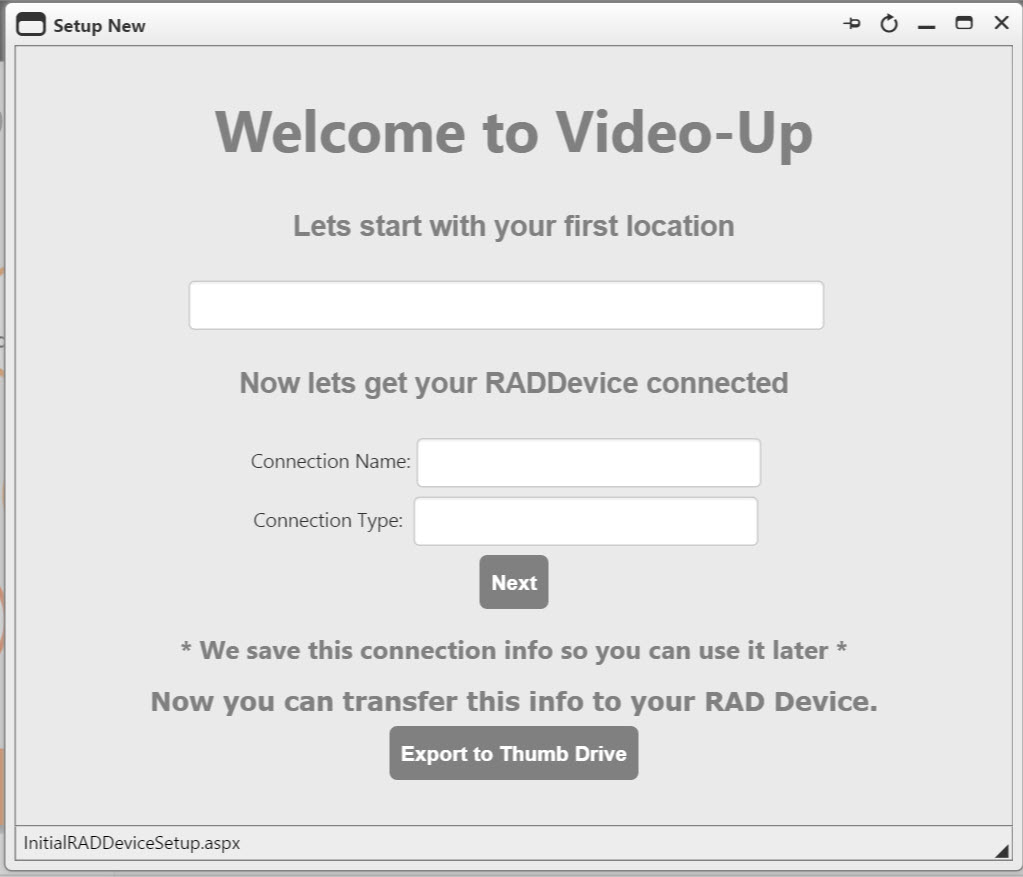 Setup New
Welcome to Video-Up
Lets start with your first location
Now lets get your RADDevice connected
Connection Name:
Connection Type:
Next
* We save this connection info so you can use it later *
Now you can transfer this info to your RAD Device.
Export to Thumb Drive
InitialRADDeviceSetup.aspx